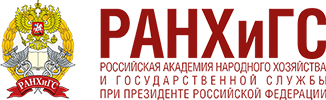 РАНХиГС
РОССИЙСКАЯ АКАДЕМИЯ НАРОДНОГО ХОЗЯЙСТВА
И ГОСУДАРСТВЕННОЙ СЛУЖБЫ
ПРИ ПРЕЗИДЕНТЕ РОССИЙСКОЙ ФЕДЕРАЦИИ
РАНХиГС